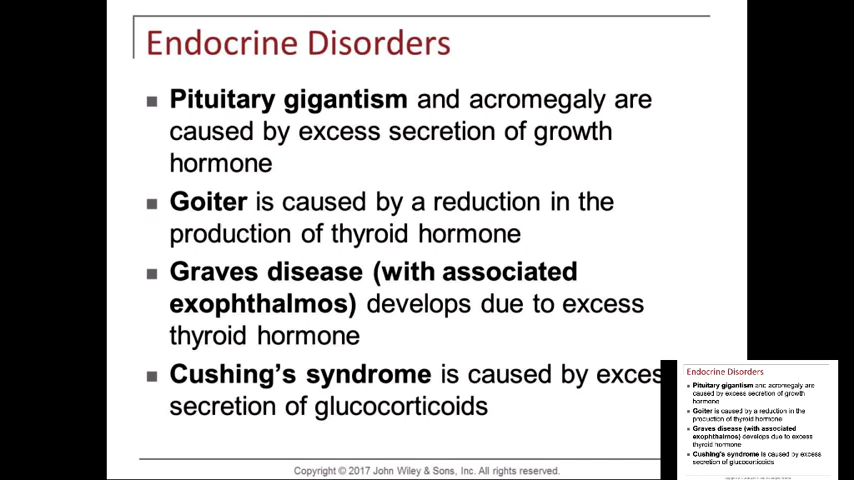 Endocrine Disorders
■ Pituitary gigantism and acromegaly are
caused by excess secretion of growth
hormone
■ Goiter is caused by a reduction in the
production of thyroid hormone
■ Graves disease (with associated
exophthalmos) develops due to excess
thyroid hormone
■ Cushing's syndrome is caused by exces
secretion of glucocorticoids
Copyright © 2017 John Wiley & Sons, Inc. All rights reserved.
Endocrine Disorders
■ Pituitary gigantism and acromegaly are
caused by excess secretion of growth
hormone
■ Goiter is caused by a reduction in the
production of thyroid hormone
■ Graves disease (with associated
exophthalmos) develops due to excess
thyroid hormone
■ Cushing's syndrome is caused by excess
secretion of glucocorticoids